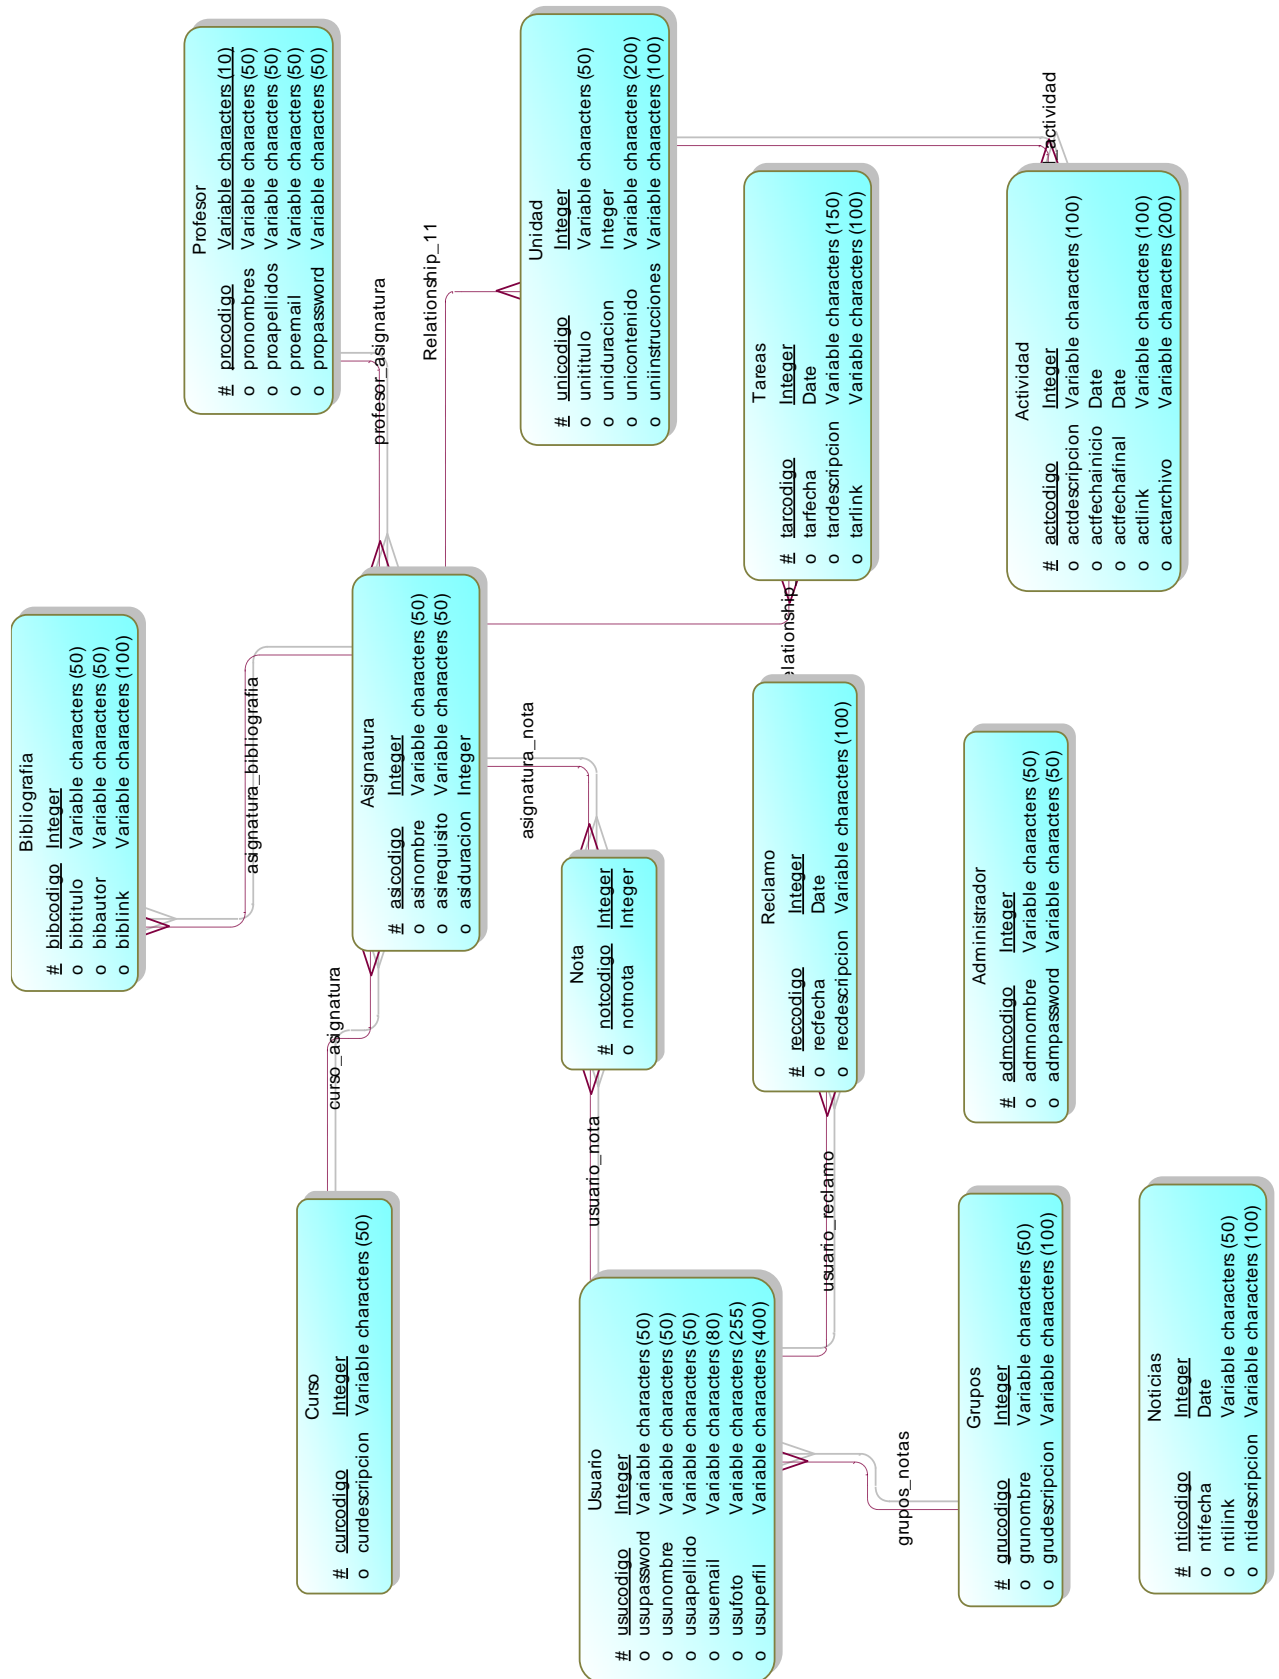 Curso
# curcodigo Integer
o curdescripcion Variable characters (50)
curso_asignatura
Bibliografia
# bibcodigo Integer
o bibtitulo Variable characters (50)
o bibautor Variable characters (50)
o biblink Variable characters (100)
asignatura_bibliografia
Profesor
# procodigo Variable characters (10)
o pronombres Variable characters (50)
o proapellidos Variable characters (50)
o proemail Variable characters (50)
o propassword Variable characters (50)
profesor_asignatura
Asignatura
# asicodigo Integer
o asinombre Variable characters (50)
o asirequisito Variable characters (50)
o asiduracion Integer
Relationship_11
asignatura_nota
Unidad
# unicodigo Integer
o unititulo Variable characters (50)
o uniduracion Integer
o unicontenido Variable characters (200)
o uniinstrucciones Variable characters (100)
Nota
# notcodigo Integer
o notnota Integer
usuario_nota
Usuario
# usucodigo Integer
o usupassword Variable characters (50)
o usunombre Variable characters (50)
o usuapellido Variable characters (50)
o usuemail Variable characters (80)
o usufoto Variable characters (255)
o usuperfil Variable characters (400)
Tareas
# tarcodigo Integer
o tarfecha Date
o tardescripcion Variable characters (150)
o tarlink Variable characters (100)
elationship
Reclamo
# reccodigo Integer
o recfecha Date
o recdescripcion Variable characters (100)
usuario_reclamo
grupos_notas
Grupos
# grucodigo Integer
o grunombre Variable characters (50)
o grudescripcion Variable characters (100)
Administrador
# admcodigo Integer
o admnombre Variable characters (50)
o admpassword Variable characters (50)
Actividad
# actcodigo Integer
o actdescripcion Variable characters (100)
o actfechainicio Date
o actfechafinal Date
o actlink Variable characters (100)
o actarchivo Variable characters (200)
_actividad
Noticias
# nticodigo Integer
o ntifecha Date
o ntilink Variable characters (50)
o ntidescripcion Variable characters (100)